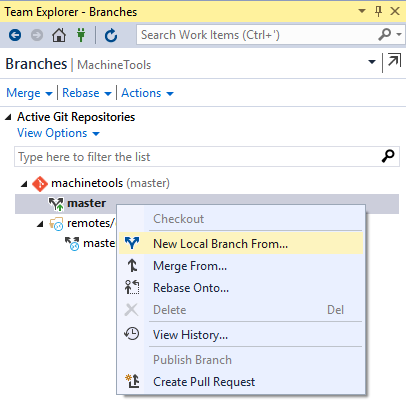 Team Explorer - Branches
Search Work Items (Ctrl+')
Branches | MachineTools
Merge Rebase Actions
Active Git Repositories
View Options
Type here to filter the list
machinetools (master)
master
remotes/
maste
Checkout
New Local Branch From...
Merge From...
Rebase Onto...
Delete Del
View History...
Publish Branch
Create Pull Request